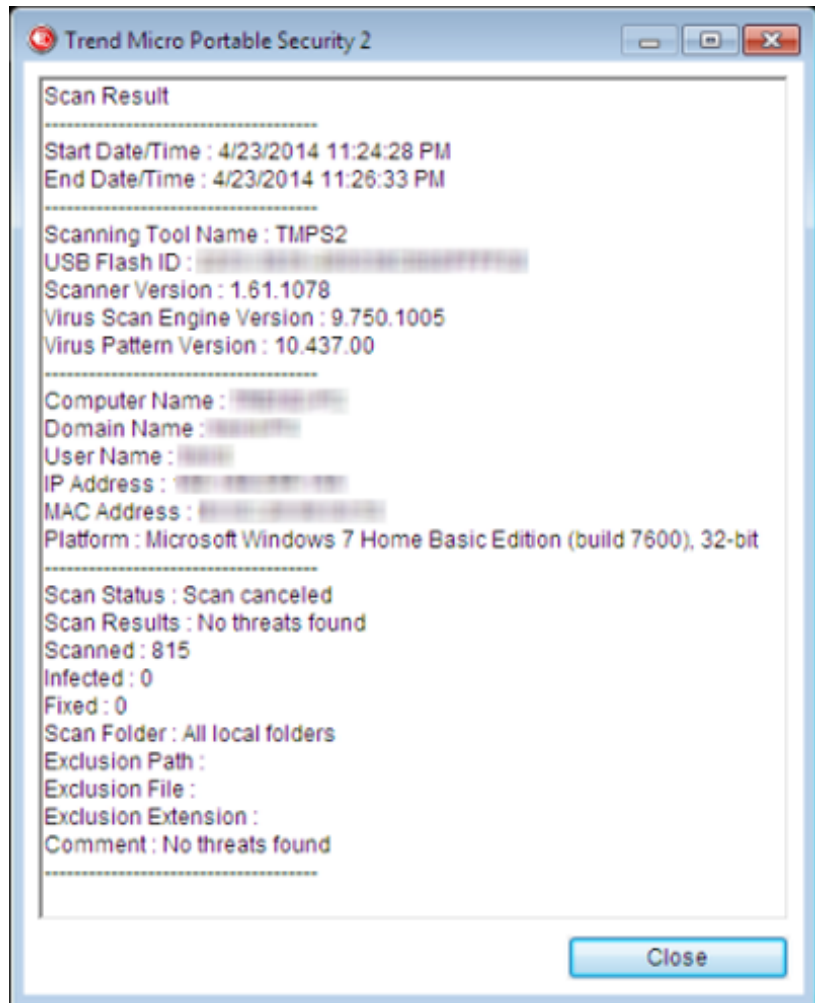 Trend Micro Portable Security 2
Scan Result
-------------------------------------
Start Date/Time : 4/23/2014 11:24:28 PM
End Date/Time : 4/23/2014 11:26:33 PM
-------------------------------------
Scanning Tool Name : TMPS2
USB Flash ID :
Scanner Version : 1.61.1078
Virus Scan Engine Version : 9.750.1005
Virus Pattern Version : 10.437.00
-------------------------------------
Computer Name :
Domain Name :
User Name :
IP Address :
MAC Address :
Platform : Microsoft Windows 7 Home Basic Edition (build 7600), 32-bit
-------------------------------------
Scan Status : Scan canceled
Scan Results : No threats found
Scanned : 815
Infected : 0
Fixed : 0
Scan Folder : All local folders
Exclusion Path :
Exclusion File :
Exclusion Extension :
Comment : No threats found
-------------------------------------
Close